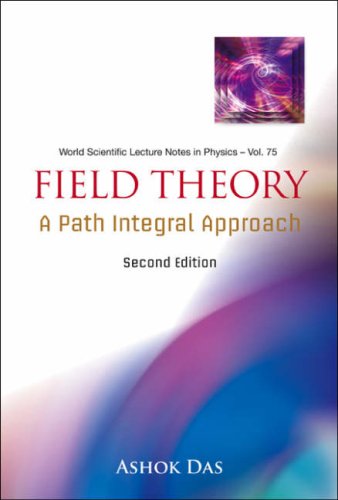 World Scientific Lecture Notes in Physics – Vol. 75
FIELD THEORY
A Path Integral Approach
Second Edition
ASHOK DAS